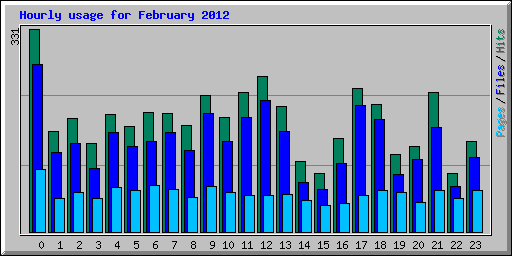 Hourly usage for February 2012
331
Pages/Files/Hits
0 1 2 3 4 5 6 7 8 9 10 11 12 13 14 15 16 17 18 19 20 21 22 23